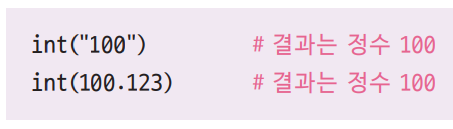 int("100") # 결과는 정수 100
int(100.123) # 결과는 정수 100